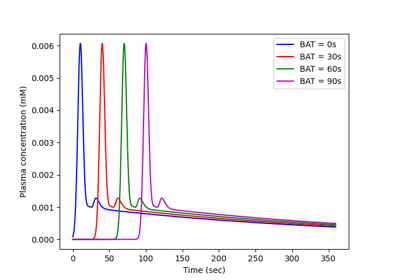 0.006
0.005
0.004
0.003
0.002
0.001
0.000
Plasma concentration (mM)
BAT = 0s
BAT = 30s
BAT = 60s
BAT = 90s
0 50 100 150 200 250 300 350
Time (sec)